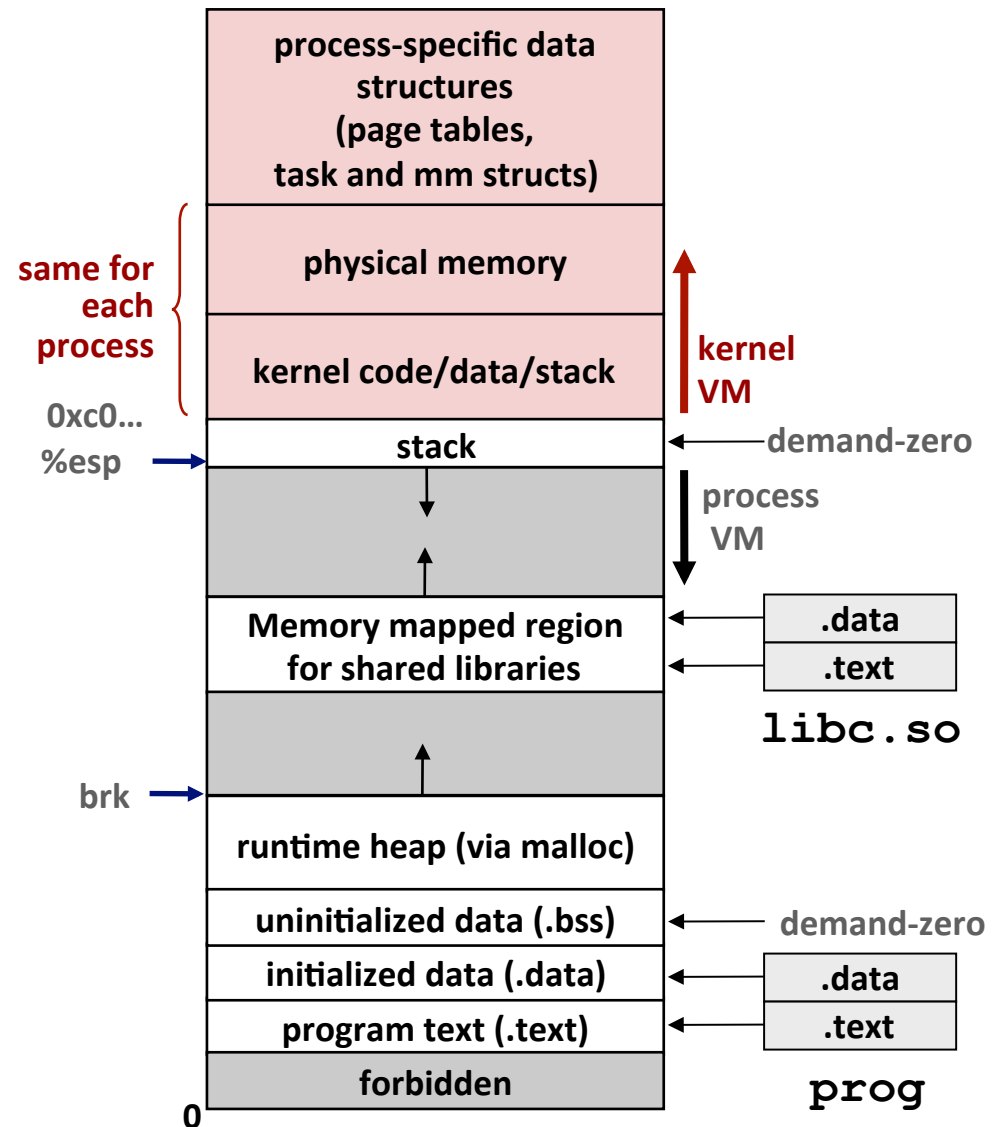 process-specific data
structures
(page tables,
task and mm structs)
physical memory
same for
each
process
kernel code/data/stack
kernel
VM
0xc0...
%esp
stack
demand-zero
process
VM
Memory mapped region
for shared libraries
.data
.text
libc.so
brk
runtime heap (via malloc)
uninitialized data (.bss)
demand-zero
initialized data (.data)
.data
program text (.text)
.text
forbidden
prog
0